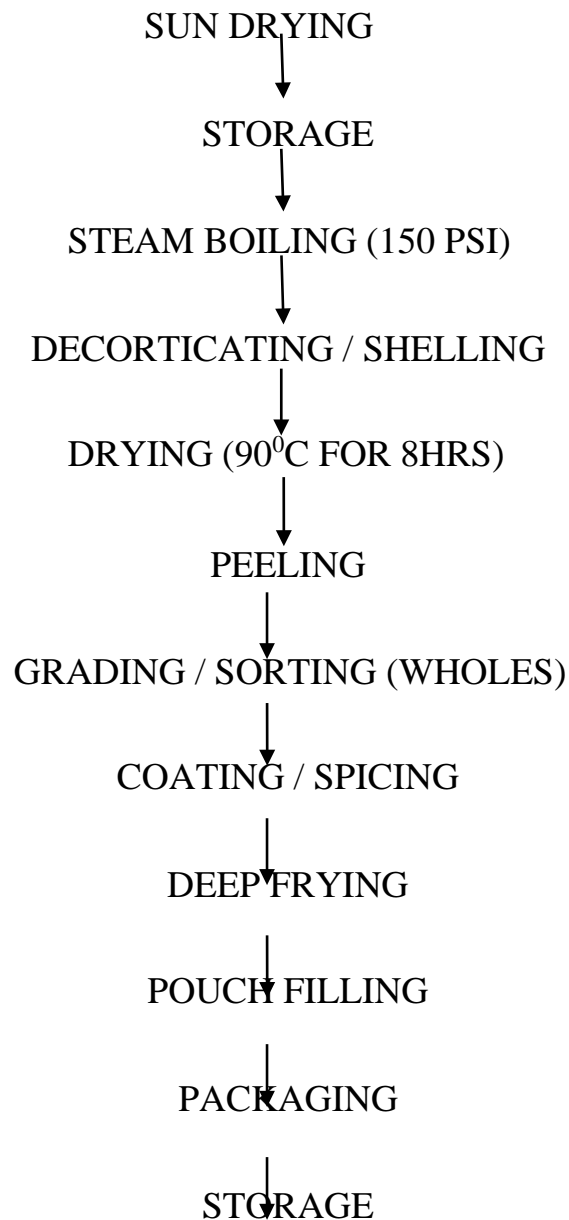 SUN DRYING
STORAGE
STEAM BOILING (150 PSI)
DECORTICATING / SHELLING
DRYING (90⁰C FOR 8HRS)
PEELING
GRADING / SORTING (WHOLES)
COATING / SPICING
DEEP FRYING
POUCH FILLING
PACKAGING
STORAGE